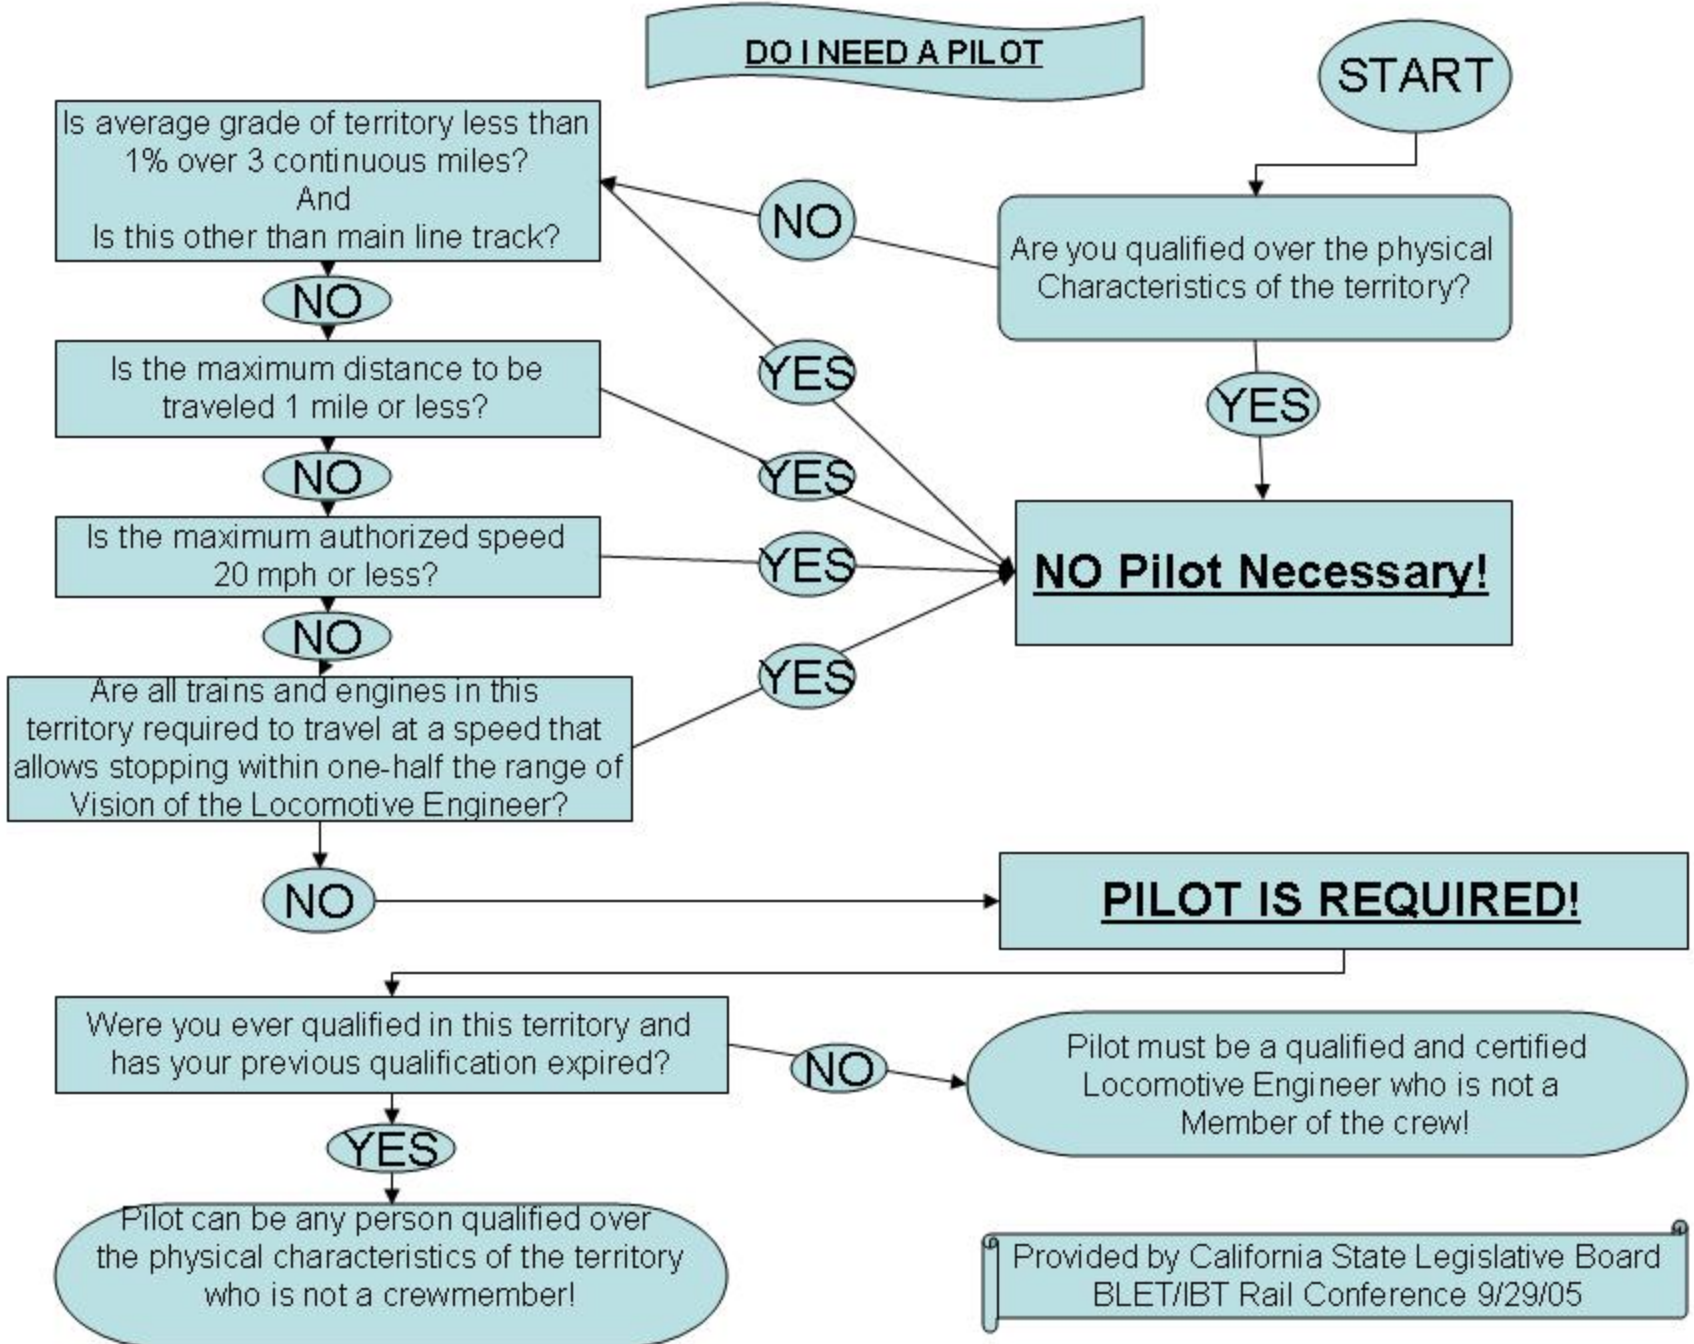 DO I NEED A PILOT
START
Are you qualified over the physical
Characteristics of the territory?
NO
YES
Is average grade of territory less than
1% over 3 continuous miles?
And
Is this other than main line track?
NO
YES
Is the maximum distance to be
traveled 1 mile or less?
NO
YES
Is the maximum authorized speed
20 mph or less?
NO
YES
Are all trains and engines in this
territory required to travel at a speed that
allows stopping within one-half the range of
Vision of the Locomotive Engineer?
YES
NO
NO Pilot Necessary!
PILOT IS REQUIRED!
Were you ever qualified in this territory and
has your previous qualification expired?
NO
Pilot must be a qualified and certified
Locomotive Engineer who is not a
Member of the crew!
YES
Pilot can be any person qualified over
the physical characteristics of the territory
who is not a crewmember!
Provided by California State Legislative Board
BLET/IBT Rail Conference 9/29/05